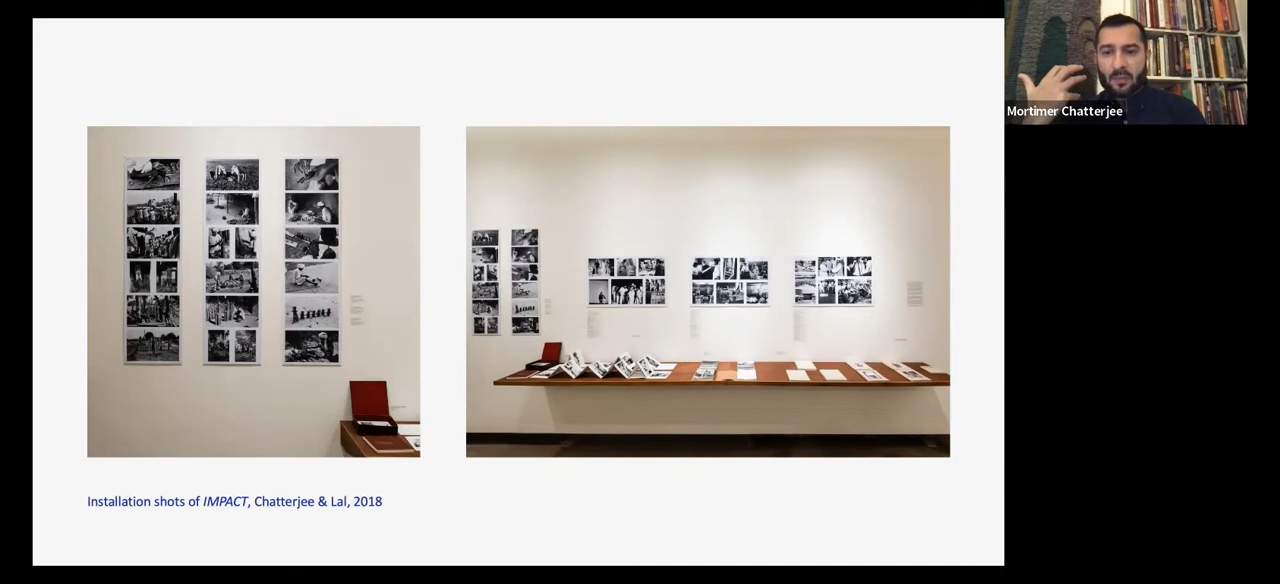 Mortimer Chatterjee
Installation shots of IMPACT, Chatterjee & Lal, 2018